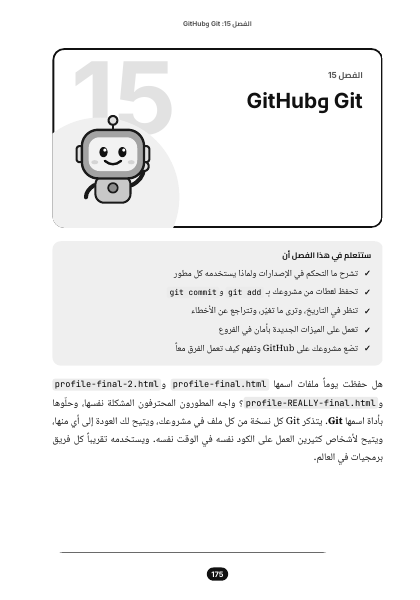 الفصل 15: Git وGitHub
15
الفصل 15
Git وGitHub
ستتعلم في هذا الفصل أن
✓ تشرح ما التحكم في الإصدارات ولماذا يستخدمه كل مطور
✓ تحفظ لقطات من مشروعك بـ git add و git commit
✓ تنظر في التاريخ، وترى ما تغيّر، وتتراجع عن الأخطاء
✓ تعمل على الميزات الجديدة بأمان في الفروع
✓ تضع مشروعك على GitHub وتفهم كيف تعمل الفرق معاً
هل حفظت يوماً ملفات اسمها profile-final.html و profile-final-2.html
و profile-REALLY-final.html؟ واجه المطورون المحترفون المشكلة نفسها، وحلّوها
بأداة اسمها Git. يتذكر Git كل نسخة من كل ملف في مشروعك، ويتيح لك العودة إلى أي منها،
ويتيح لأشخاص كثيرين العمل على الكود نفسه في الوقت نفسه. ويستخدمه تقريباً كل فريق
برمجيات في العالم.
175